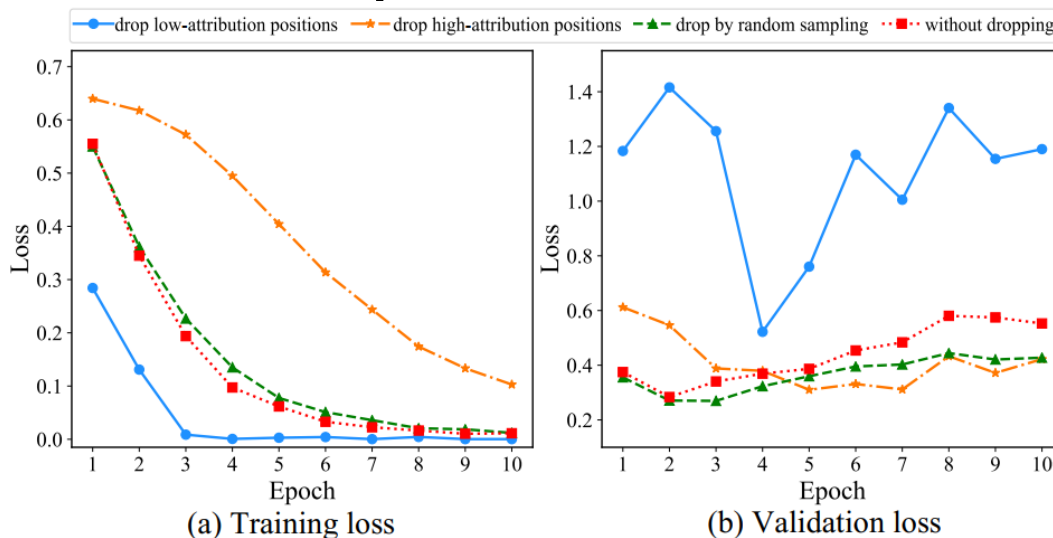 drop low-attribution positions drop high-attribution positions drop by random sampling without dropping
0.7
0.6
0.5
0.4
0.3
0.2
0.1
0.0
Loss
1 2 3 4 5 6 7 8 9 10
Epoch
(a) Training loss
1.4
1.2
1.0
0.8
0.6
0.4
0.2
Loss
1 2 3 4 5 6 7 8 9 10
Epoch
(b) Validation loss